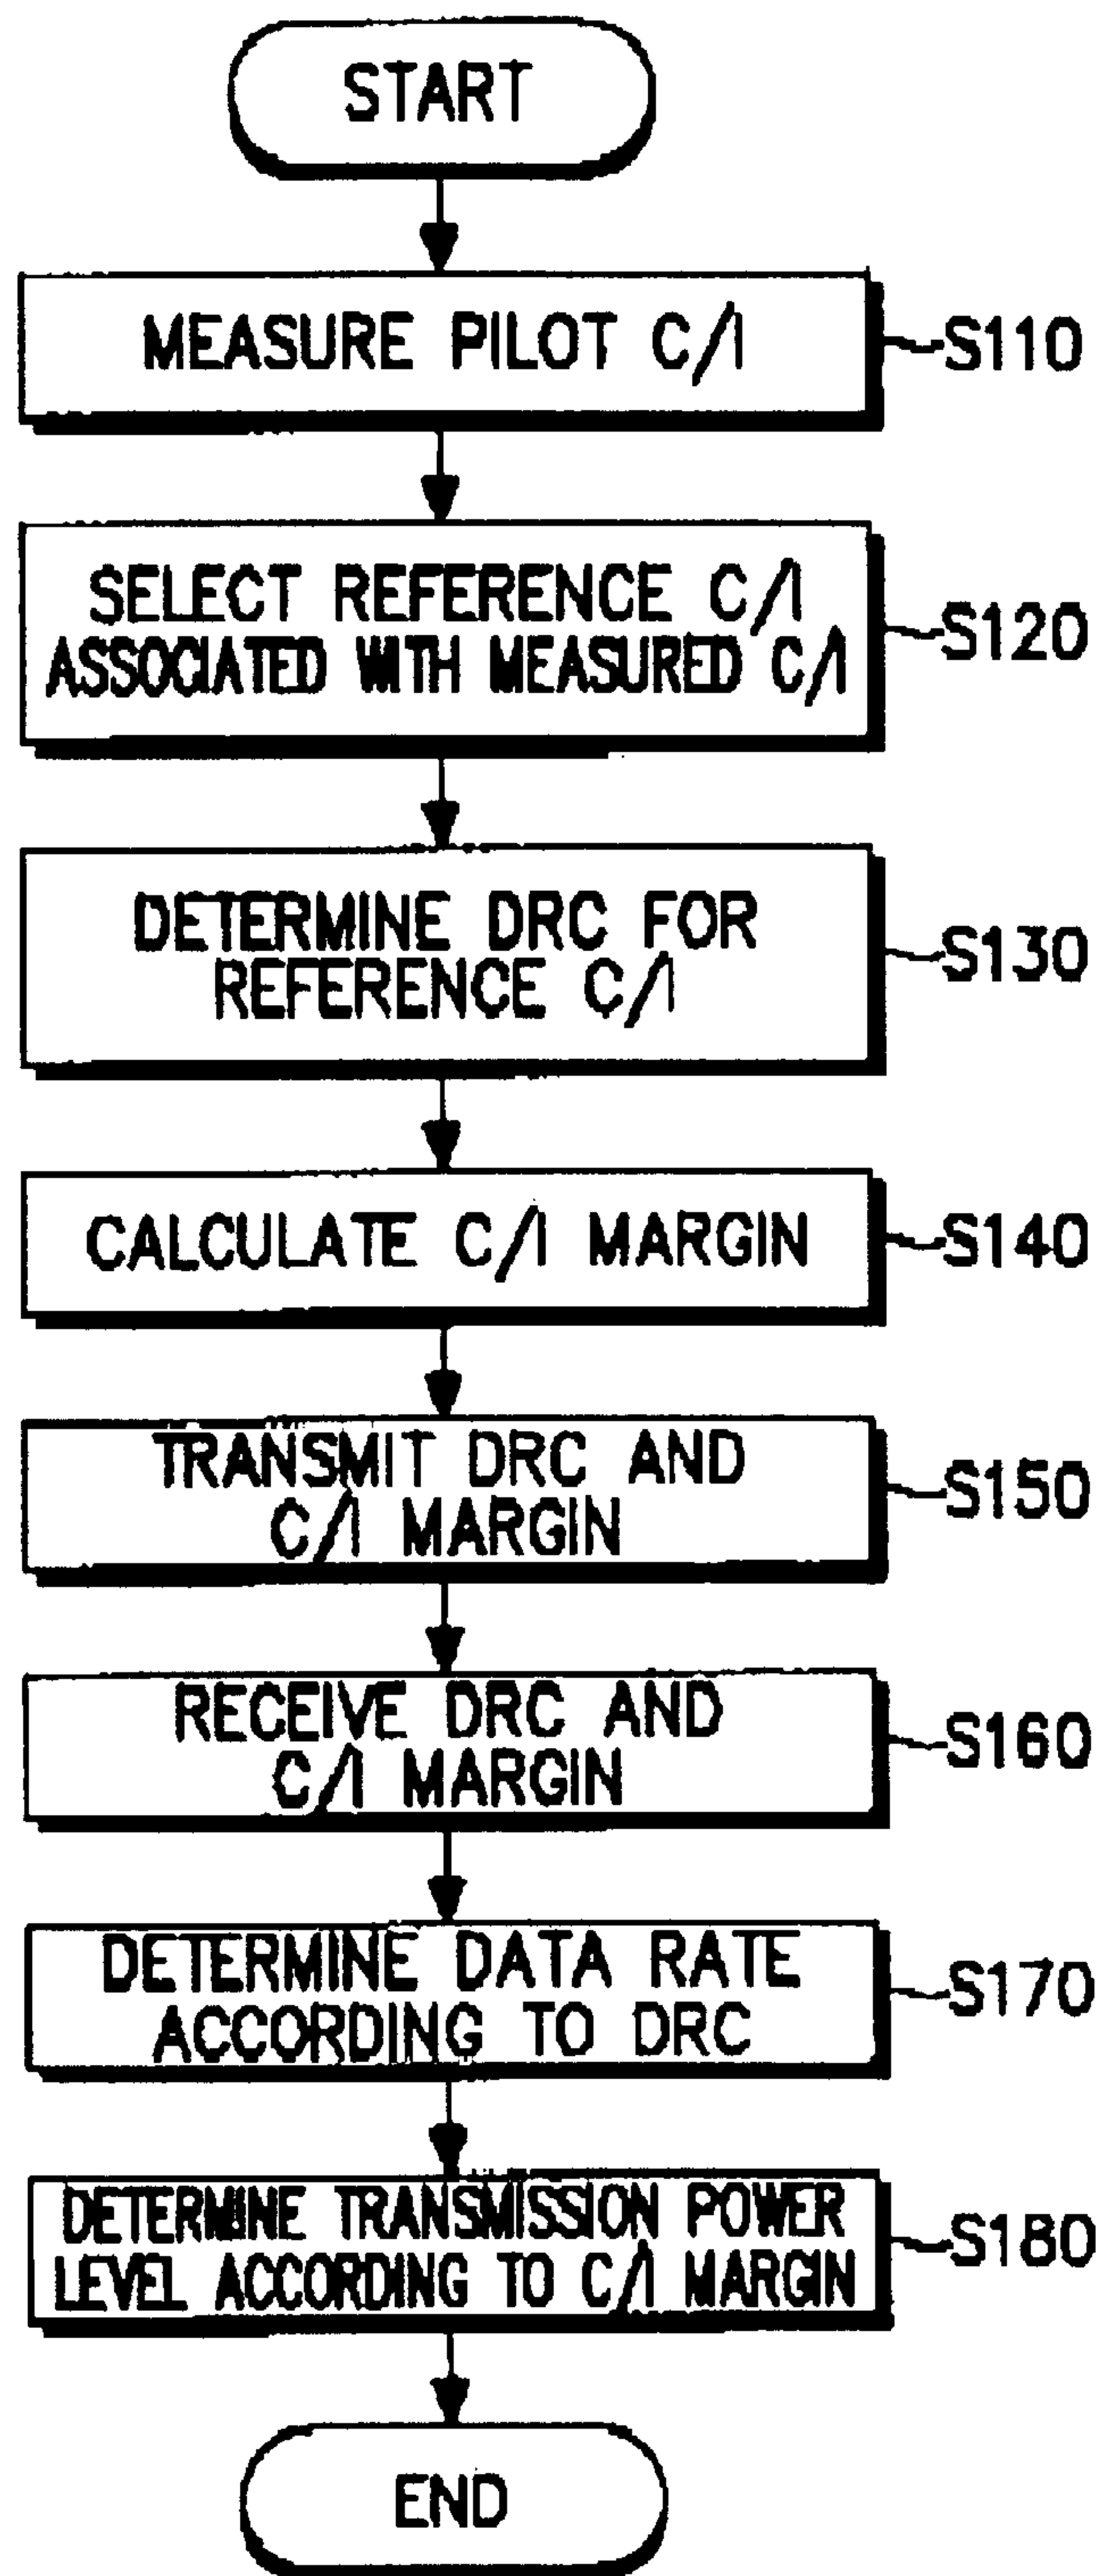 START
MEASURE PILOT C/I
S110
SELECT REFERENCE C/I
ASSOCIATED WITH MEASURED C/I
S120
DETERMINE DRC FOR
REFERENCE C/I
S130
CALCULATE C/I MARGIN
S140
TRANSMIT DRC AND
C/I MARGIN
S150
RECEIVE DRC AND
C/I MARGIN
S160
DETERMINE DATA RATE
ACCORDING TO DRC
S170
DETERMINE TRANSMISSION POWER
LEVEL ACCORDING TO C/I MARGIN
S180
END